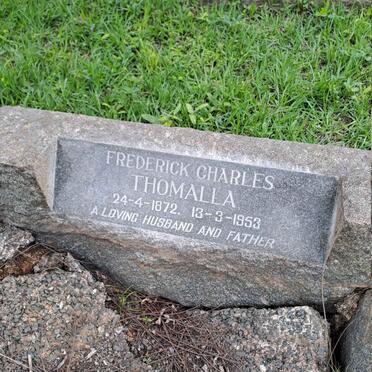 FREDERICK CHARLES
THOMALLA
24-4-1872. 13-3-1953
A LOVING HUSBAND AND FATHER